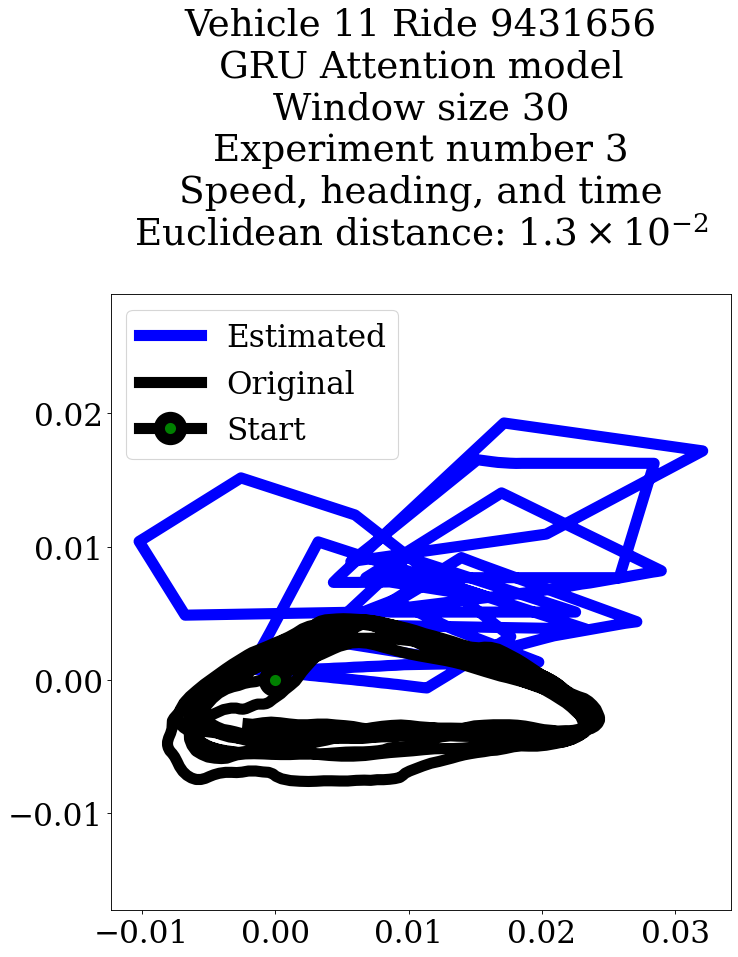 Vehicle 11 Ride 9431656
GRU Attention model
Window size 30
Experiment number 3
Speed, heading, and time
Euclidean distance: 1.3 × 10⁻²
Estimated
Original
Start
0.02
0.01
0.00
−0.01
−0.01 0.00 0.01 0.02 0.03